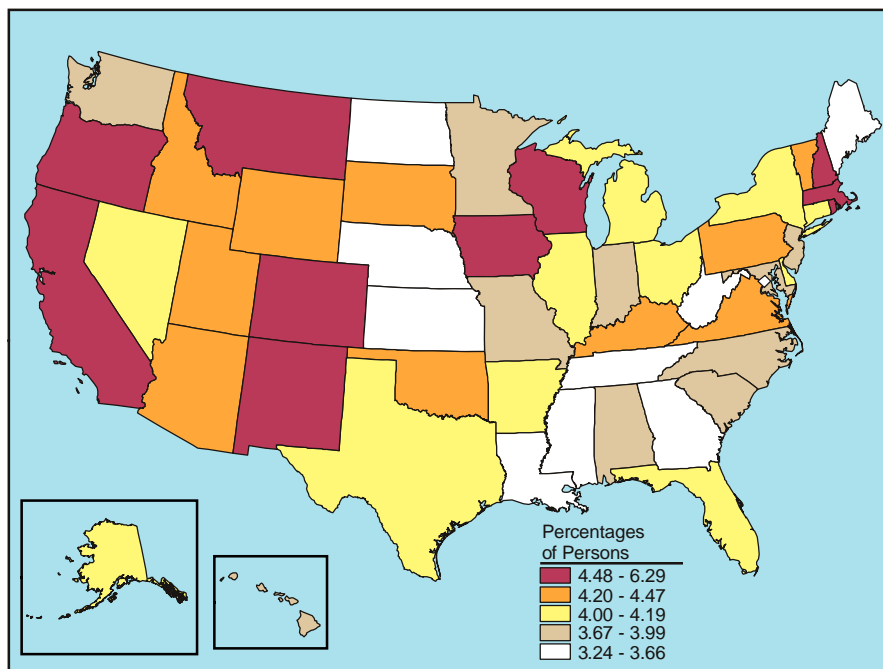 Percentages
of Persons
4.48 - 6.29
4.20 - 4.47
4.00 - 4.19
3.67 - 3.99
3.24 - 3.66